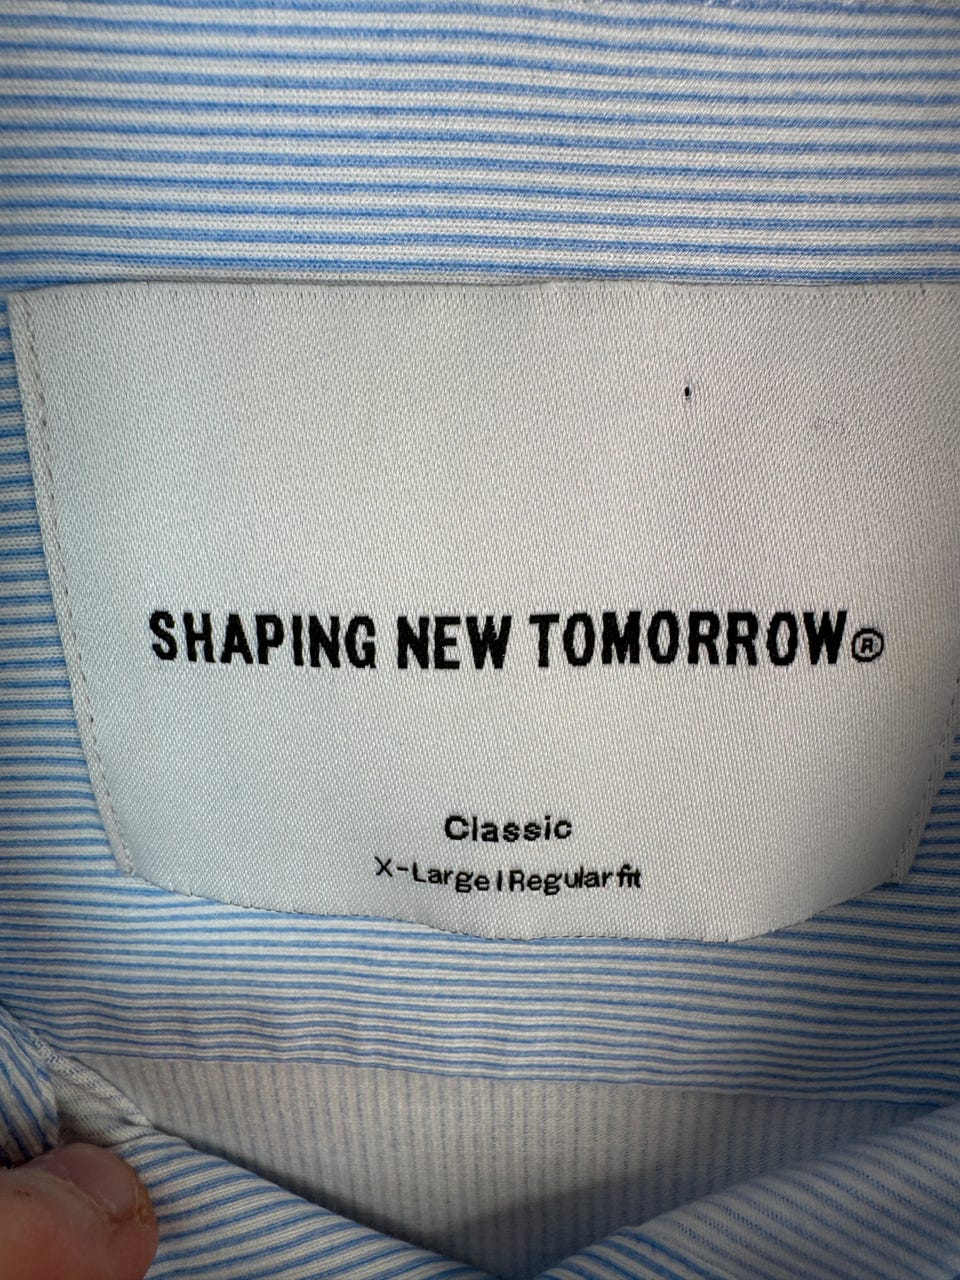 SHAPING NEW TOMORROW®
Classic
X-Large | Regular fit